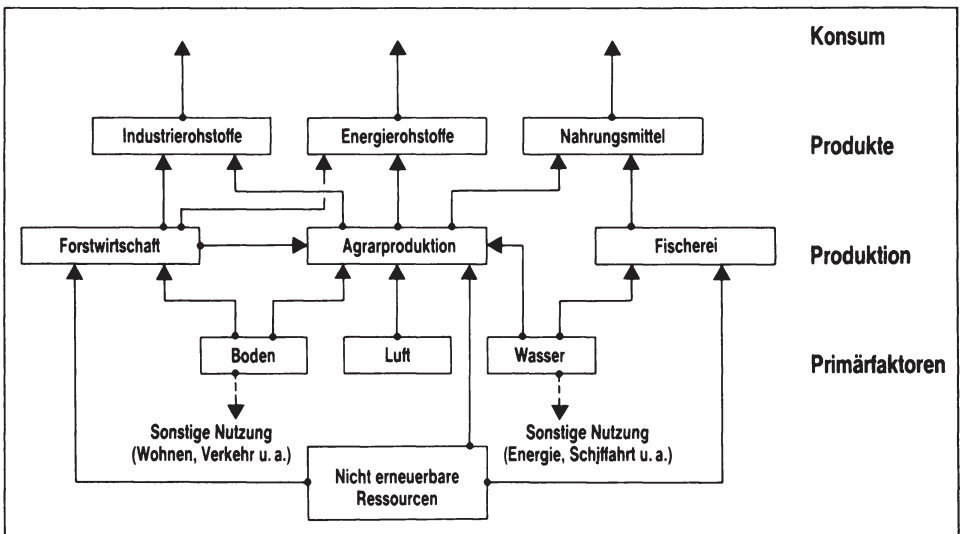 Konsum
Industrierohstoffe
Energierohstoffe
Nahrungsmittel
Produkte
Forstwirtschaft
Agrarproduktion
Fischerei
Produktion
Boden
Luft
Wasser
Primärfaktoren
Sonstige Nutzung
(Wohnen, Verkehr u. a.)
Sonstige Nutzung
(Energie, Schiffahrt u. a.)
Nicht erneuerbare
Ressourcen